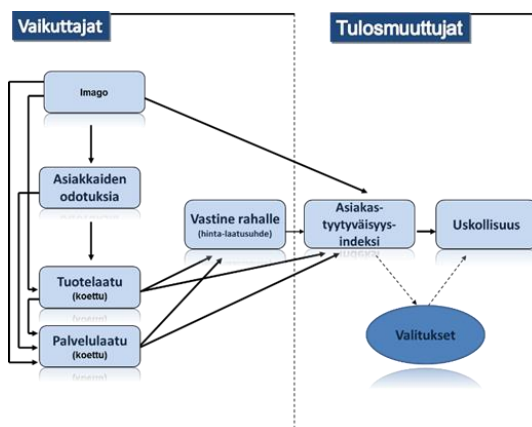 Vaikuttajat
Tulosmuuttujat
Imago
Asiakkaiden
odotuksia
Vastine rahalle
(hinta-laatusuhde)
Asiakas-
tyytyväisyys-
indeksi
Uskollisuus
Tuotelaatu
(koettu)
Palvelulaatu
(koettu)
Valitukset